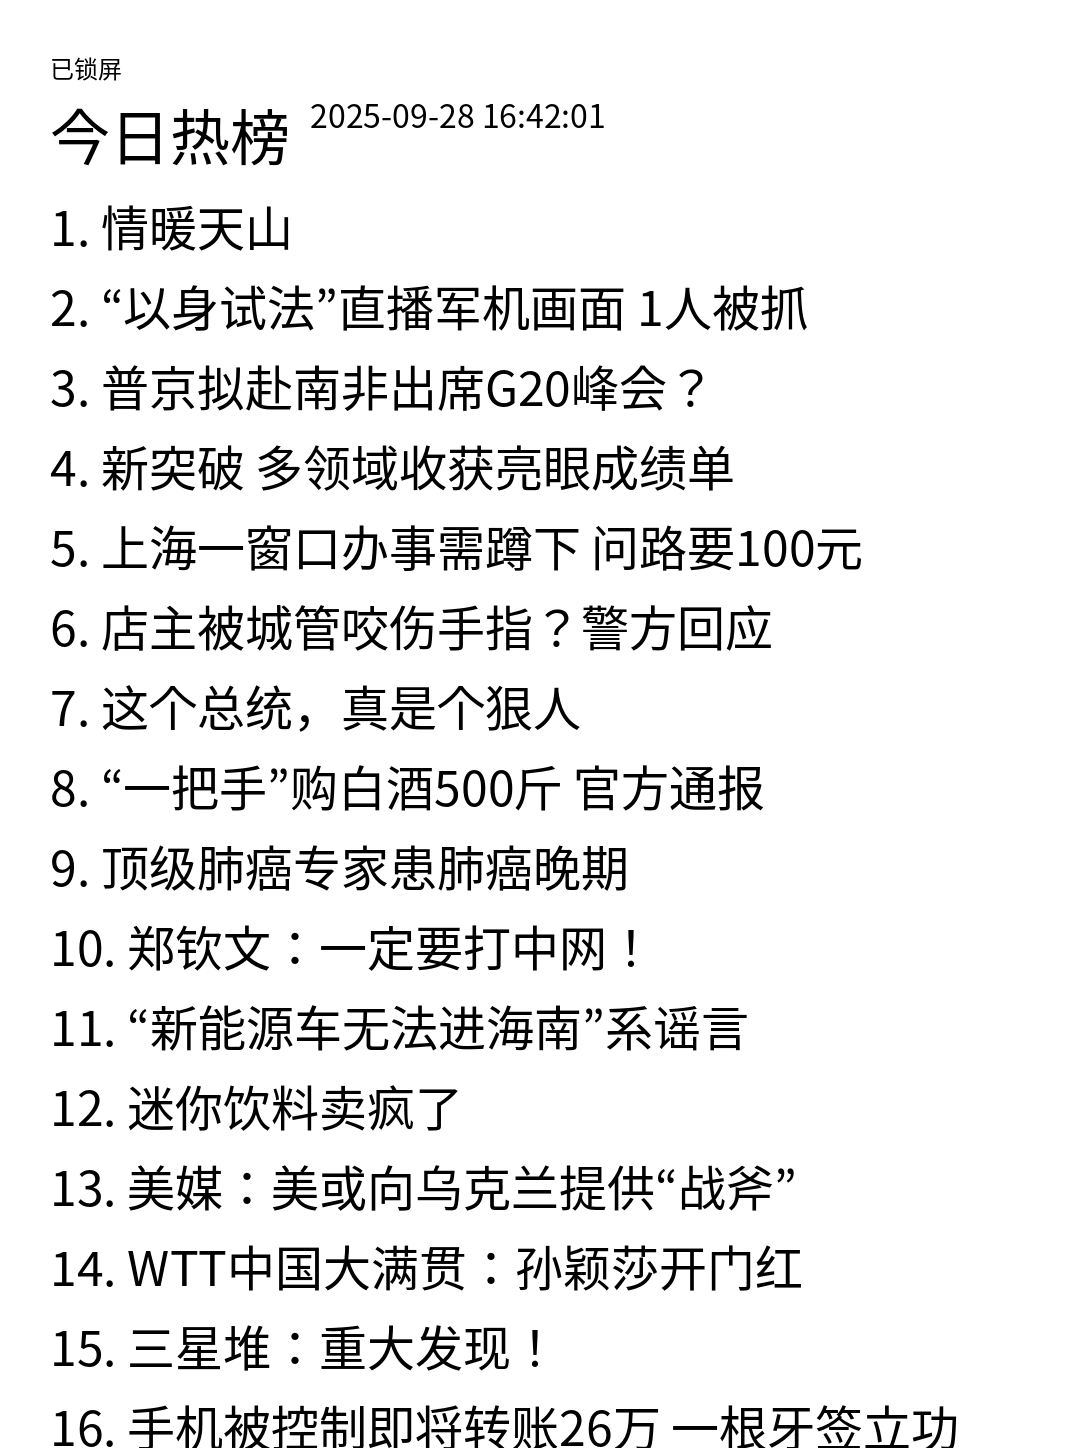 已锁屏
今日热榜 2025-09-28 16:42:01
1. 情暖天山
2. “以身试法”直播军机画面 1人被抓
3. 普京拟赴南非出席G20峰会？
4. 新突破 多领域收获亮眼成绩单
5. 上海一窗口办事需蹲下 问路要100元
6. 店主被城管咬伤手指？警方回应
7. 这个总统，真是个狠人
8. “一把手”购白酒500斤 官方通报
9. 顶级肺癌专家患肺癌晚期
10. 郑钦文：一定要打中网！
11. “新能源车无法进海南”系谣言
12. 迷你饮料卖疯了
13. 美媒：美或向乌克兰提供“战斧”
14. WTT中国大满贯：孙颖莎开门红
15. 三星堆：重大发现！
16. 手机被控制即将转账26万 一根牙签立功